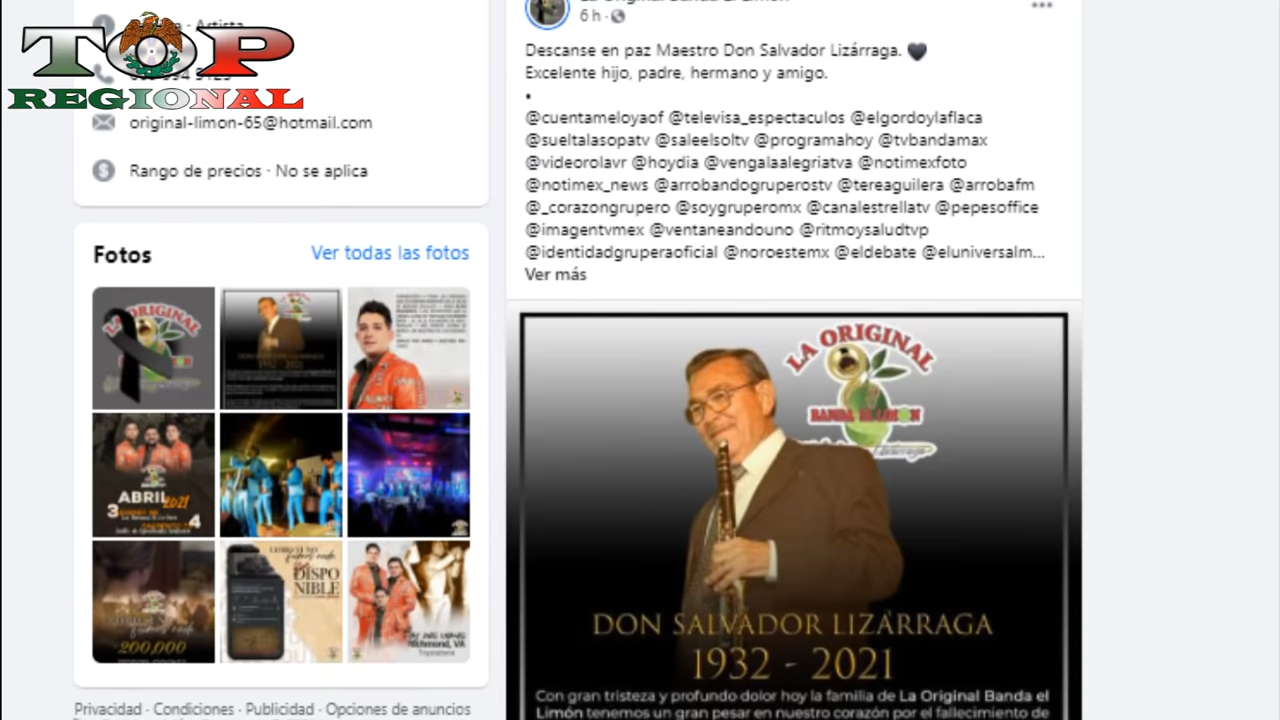 TOP
REGIONAL
original-limon-65@hotmail.com
Rango de precios · No se aplica
Fotos
Ver todas las fotos
LA ORIGINAL
ABRIL 2021
3
4
DISPO
NIBLE
200,000
Richmond, VA
Privacidad · Condiciones · Publicidad · Opciones de anuncios
6 h ·
Descanse en paz Maestro Don Salvador Lizárraga. 🖤
Excelente hijo, padre, hermano y amigo.
•
@cuentameloyaof @televisa_espectaculos @elgordoylaflaca
@sueltalasopatv @saleelsoltv @programahoy @tvbandamax
@videorolavr @hoydia @vengalaalegriatva @notimexfoto
@notimex_news @arrobandogruperostv @tereaguilera @arrobafm
@_corazongrupero @soygruperomx @canalestrellatv @pepesoffice
@imagentvmex @ventaneandouno @ritmoysaludtvp
@identidadgruperaoficial @noroestemx @eldebate @eluniversalm...
Ver más
LA ORIGINAL
BANDA EL LIMÓN
DON SALVADOR LIZÁRRAGA
1932 - 2021
Con gran tristeza y profundo dolor hoy la familia de La Original Banda el
Limón tenemos un gran pesar en nuestro corazón por el fallecimiento de